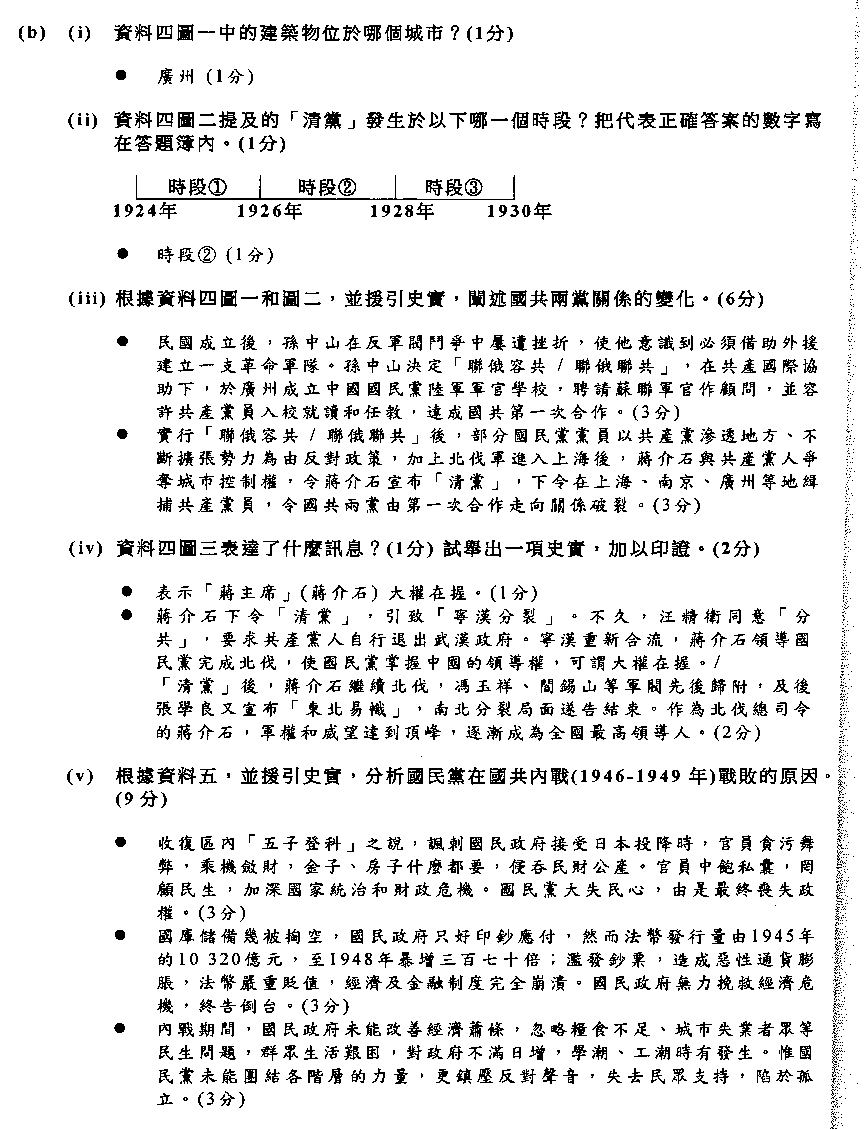 (b) (i) 資料四圖一中的建築物位於哪個城市？(1分)
● 廣州 (1分)
(ii) 資料四圖二提及的「清黨」發生於以下哪一個時段？把代表正確答案的數字寫
在答題簿內。(1分)
時段① 時段② 時段③
1924年 1926年 1928年 1930年
● 時段② (1分)
(iii) 根據資料四圖一和圖二，並援引史實，闡述國共兩黨關係的變化。(6分)
● 民國成立後，孫中山在反軍閥鬥爭中屢遭挫折，使他意識到必須借助外援
建立一支革命軍隊。孫中山決定「聯俄容共 / 聯俄聯共」，在共產國際協
助下，於廣州成立中國國民黨陸軍軍官學校，聘請蘇聯軍官作顧問，並容
許共產黨員入校就讀和任教，達成國共第一次合作。(3分)
● 實行「聯俄容共 / 聯俄聯共」後，部分國民黨黨員以共產黨滲透地方、不
斷擴張勢力為由反對政策，加上北伐軍進入上海後，蔣介石與共產黨人爭
奪城市控制權，令蔣介石宣布「清黨」，下令在上海、南京、廣州等地緝
捕共產黨員，令國共兩黨由第一次合作走向關係破裂。(3分)
(iv) 資料四圖三表達了什麼訊息？(1分) 試舉出一項史實，加以印證。(2分)
● 表示「蔣主席」(蔣介石) 大權在握。(1分)
● 蔣介石下令「清黨」，引致「寧漢分裂」。不久，汪精衛同意「分
共」，要求共產黨人自行退出武漢政府。寧漢重新合流，蔣介石領導國
民黨完成北伐，使國民黨掌握中國的領導權，可謂大權在握。/
「清黨」後，蔣介石繼續北伐，馮玉祥、閻錫山等軍閥先後歸附，及後
張學良又宣布「東北易幟」，南北分裂局面遂告結束。作為北伐總司令
的蔣介石，軍權和威望達到頂峰，逐漸成為全國最高領導人。(2分)
(v) 根據資料五，並援引史實，分析國民黨在國共內戰(1946-1949 年)戰敗的原因。
(9 分)
● 收復區內「五子登科」之說，諷刺國民政府接受日本投降時，官員貪污舞
弊，乘機斂財，金子、房子什麼都要，侵吞民財公產。官員中飽私囊，罔
顧民生，加深國家統治和財政危機。國民黨大失民心，由是最終喪失政
權。(3分)
● 國庫儲備幾被掏空，國民政府只好印鈔應付，然而法幣發行量由1945年
的10 320億元，至1948年暴增三百七十倍；濫發鈔票，造成惡性通貨膨
脹，法幣嚴重貶值，經濟及金融制度完全崩潰。國民政府無力挽救經濟危
機，終告倒台。(3分)
● 內戰期間，國民政府未能改善經濟蕭條，忽略糧食不足、城市失業者眾等
民生問題，群眾生活艱困，對政府不滿日增，學潮、工潮時有發生。惟國
民黨未能團結各階層的力量，更鎮壓反對聲音，失去民眾支持，陷於孤
立。(3分)